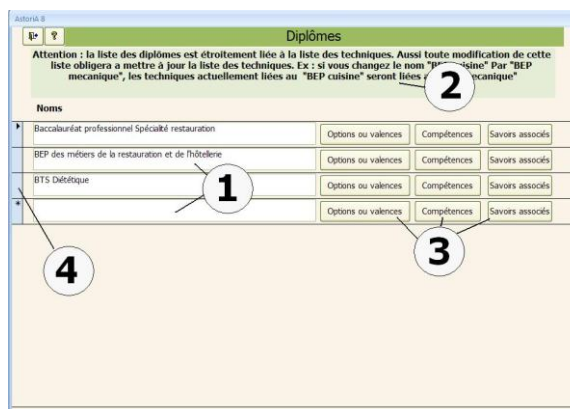 AstoriA 8
?
Diplômes
Attention : la liste des diplômes est étroitement liée à la liste des techniques. Aussi toute modification de cette
liste obligera a mettre à jour la liste des techniques. Ex : si vous changez le nom "BEP cuisine" Par "BEP
mecanique", les techniques actuellement liées au "BEP cuisine" seront liées mecanique"
2
Noms
Baccalauréat professionnel Spécialité restauration Options ou valences Compétences Savoirs associés
BEP des métiers de la restauration et de l'hôtellerie Options ou valences Compétences Savoirs associés
1
BTS Diététique Options ou valences Compétences Savoirs associés
* Options ou valences Compétences Savoirs associés
3
4